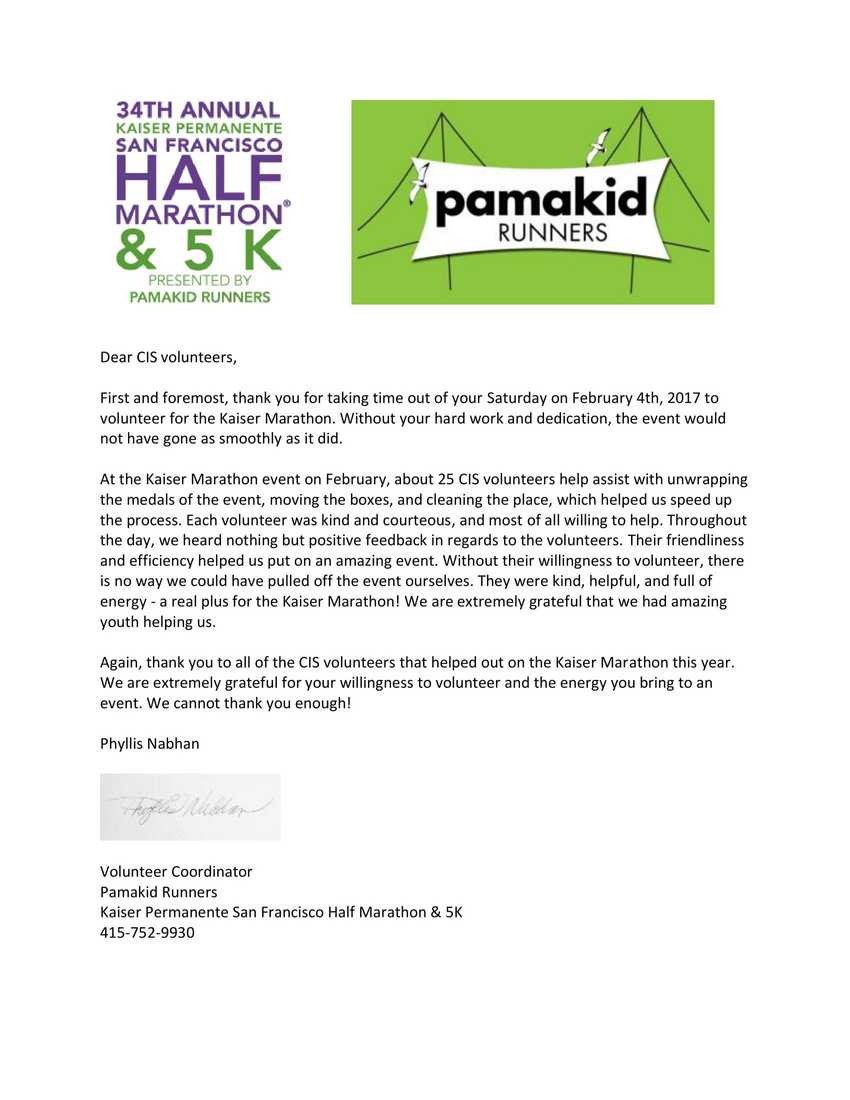 34TH ANNUAL
KAISER PERMANENTE
SAN FRANCISCO
HALF
MARATHON®
& 5 K
PRESENTED BY
PAMAKID RUNNERS
pamakid
RUNNERS
Dear CIS volunteers,
First and foremost, thank you for taking time out of your Saturday on February 4th, 2017 to
volunteer for the Kaiser Marathon. Without your hard work and dedication, the event would
not have gone as smoothly as it did.
At the Kaiser Marathon event on February, about 25 CIS volunteers help assist with unwrapping
the medals of the event, moving the boxes, and cleaning the place, which helped us speed up
the process. Each volunteer was kind and courteous, and most of all willing to help. Throughout
the day, we heard nothing but positive feedback in regards to the volunteers. Their friendliness
and efficiency helped us put on an amazing event. Without their willingness to volunteer, there
is no way we could have pulled off the event ourselves. They were kind, helpful, and full of
energy - a real plus for the Kaiser Marathon! We are extremely grateful that we had amazing
youth helping us.
Again, thank you to all of the CIS volunteers that helped out on the Kaiser Marathon this year.
We are extremely grateful for your willingness to volunteer and the energy you bring to an
event. We cannot thank you enough!
Phyllis Nabhan
Phyllis Nabhan
Volunteer Coordinator
Pamakid Runners
Kaiser Permanente San Francisco Half Marathon & 5K
415-752-9930